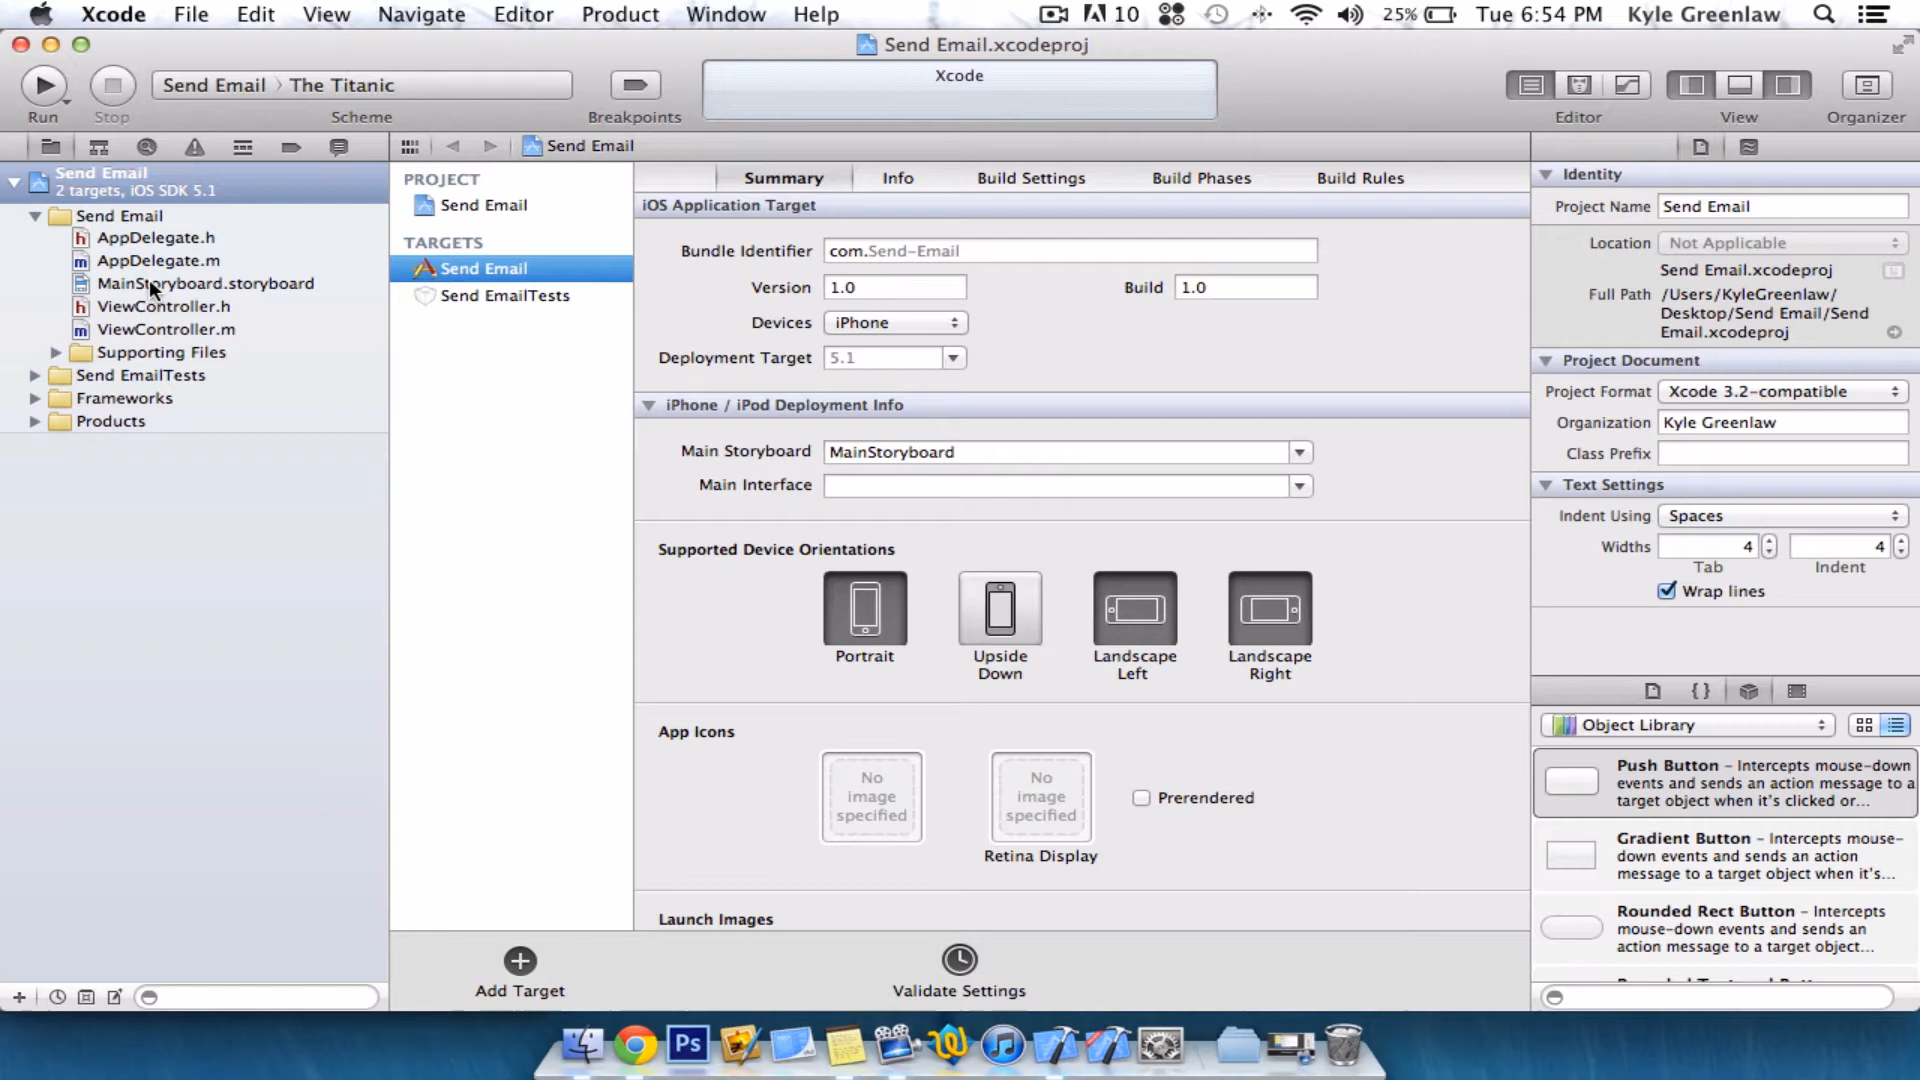 Xcode File Edit View Navigate Editor Product Window Help 10 25% Tue 6:54 PM Kyle Greenlaw
Send Email.xcodeproj
Send Email The Titanic
Xcode
Run Stop Scheme Breakpoints Editor View Organizer
Send Email
2 targets, iOS SDK 5.1
Send Email
AppDelegate.h
AppDelegate.m
MainStoryboard.storyboard
ViewController.h
ViewController.m
Supporting Files
Send EmailTests
Frameworks
Products
Send Email
PROJECT
Send Email
TARGETS
Send Email
Send EmailTests
Summary Info Build Settings Build Phases Build Rules
iOS Application Target
Bundle Identifier com.Send-Email
Version 1.0 Build 1.0
Devices iPhone
Deployment Target 5.1
iPhone / iPod Deployment Info
Main Storyboard MainStoryboard
Main Interface
Supported Device Orientations
Portrait
Upside
Down
Landscape
Left
Landscape
Right
App Icons
No
image
specified
No
image
specified
Prerendered
Retina Display
Launch Images
Add Target Validate Settings
Identity
Project Name Send Email
Location Not Applicable
Send Email.xcodeproj
Full Path /Users/KyleGreenlaw/
Desktop/Send Email/Send
Email.xcodeproj
Project Document
Project Format Xcode 3.2-compatible
Organization Kyle Greenlaw
Class Prefix
Text Settings
Indent Using Spaces
Widths 4 4
Tab Indent
Wrap lines
{ }
Object Library
Push Button - Intercepts mouse-down
events and sends an action message to a
target object when it's clicked or...
Gradient Button - Intercepts mouse-
down events and sends an action
message to a target object when it's...
Rounded Rect Button - Intercepts
mouse-down events and sends an
action message to a target object...
Ps